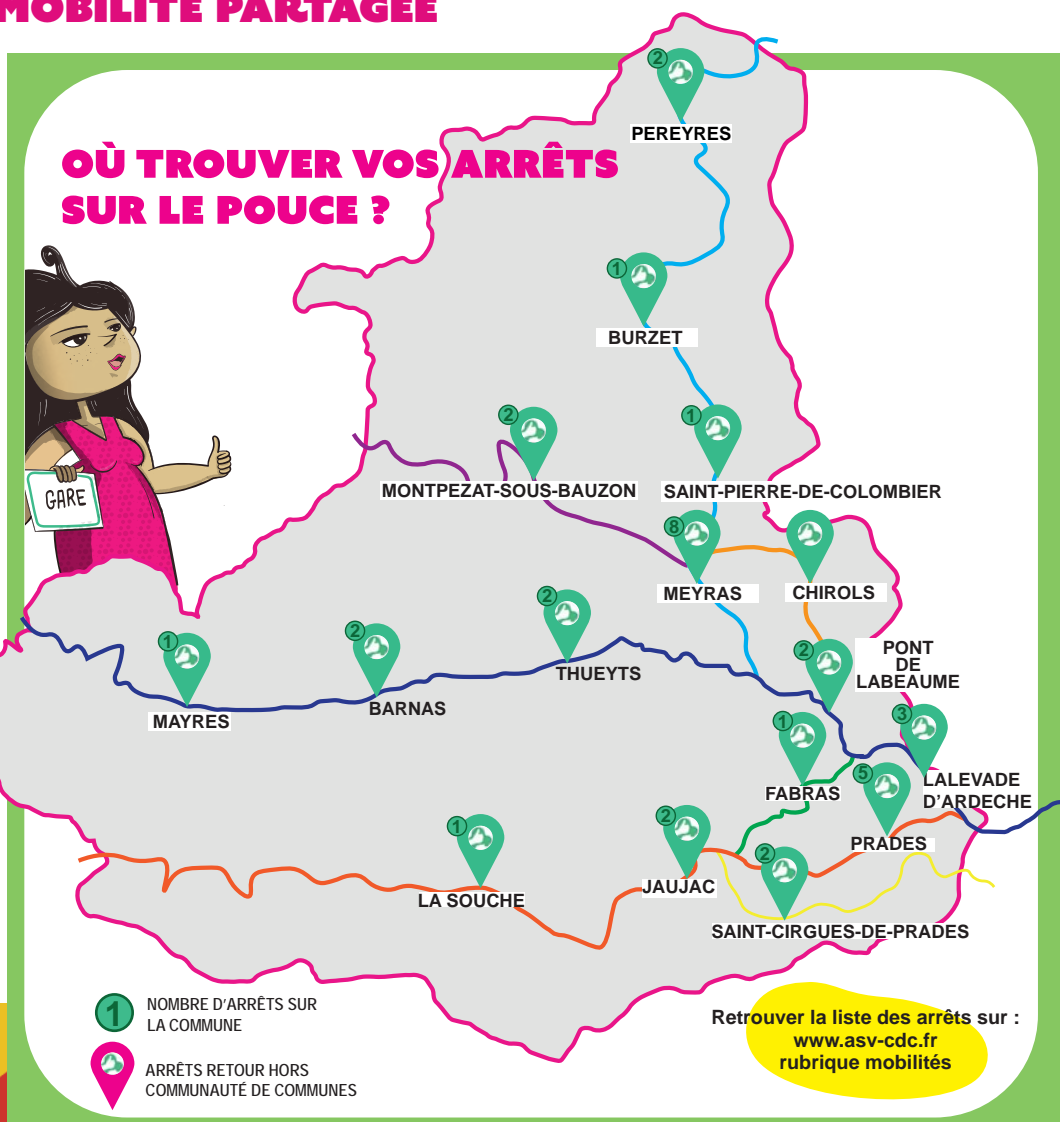 MOBILITÉ PARTAGÉE
OÙ TROUVER VOS ARRÊTS
SUR LE POUCE ?
GARE
2
PEREYRES
1
BURZET
2
MONTPEZAT-SOUS-BAUZON
1
SAINT-PIERRE-DE-COLOMBIER
8
MEYRAS
CHIROLS
1
MAYRES
2
BARNAS
2
THUEYTS
2
PONT
DE
LABEAUME
3
LALEVADE
D'ARDECHE
1
FABRAS
5
PRADES
1
LA SOUCHE
2
JAUJAC
2
SAINT-CIRGUES-DE-PRADES
1
NOMBRE D'ARRÊTS SUR
LA COMMUNE
ARRÊTS RETOUR HORS
COMMUNAUTÉ DE COMMUNES
Retrouver la liste des arrêts sur :
www.asv-cdc.fr
rubrique mobilités